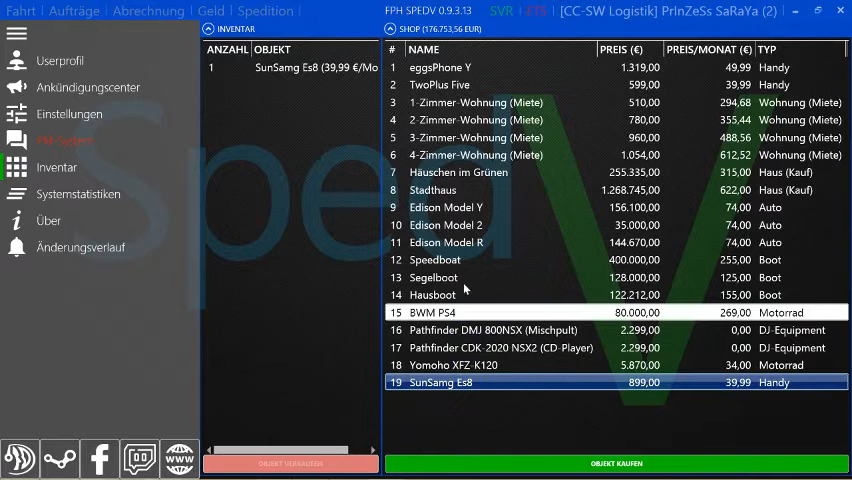 Fahrt | Aufträge | Abrechnung | Geld | Spedition | FPH SPEDV 0.9.3.13 SVR | ETS [CC-SW Logistik] PrInZeSs SaRaYa (2)
INVENTAR
ANZAHL OBJEKT
1 SunSamg Es8 (39,99 €/Mo
SHOP (176.753,56 EUR)
# NAME PREIS (€) PREIS/MONAT (€) TYP
1 eggsPhone Y 1.319,00 49,99 Handy
2 TwoPlus Five 599,00 39,99 Handy
3 1-Zimmer-Wohnung (Miete) 510,00 294,68 Wohnung (Miete)
4 2-Zimmer-Wohnung (Miete) 780,00 355,44 Wohnung (Miete)
5 3-Zimmer-Wohnung (Miete) 960,00 488,56 Wohnung (Miete)
6 4-Zimmer-Wohnung (Miete) 1.054,00 612,52 Wohnung (Miete)
7 Häuschen im Grünen 255.335,00 315,00 Haus (Kauf)
8 Stadthaus 1.268.745,00 622,00 Haus (Kauf)
9 Edison Model Y 156.100,00 74,00 Auto
10 Edison Model 2 35.000,00 74,00 Auto
11 Edison Model R 144.670,00 74,00 Auto
12 Speedboat 400.000,00 255,00 Boot
13 Segelboot 128.000,00 125,00 Boot
14 Hausboot 122.212,00 155,00 Boot
15 BWM PS4 80.000,00 269,00 Motorrad
16 Pathfinder DMJ 800NSX (Mischpult) 2.299,00 0,00 DJ-Equipment
17 Pathfinder CDK-2020 NSX2 (CD-Player) 2.299,00 0,00 DJ-Equipment
18 Yomoho XFZ-K120 5.870,00 34,00 Motorrad
19 SunSamg Es8 899,00 39,99 Handy
Userprofil
Ankündigungscenter
Einstellungen
PM-System
Inventar
Systemstatistiken
Über
Änderungsverlauf
SpedV
WWW
OBJEKT VERKAUFEN
OBJEKT KAUFEN